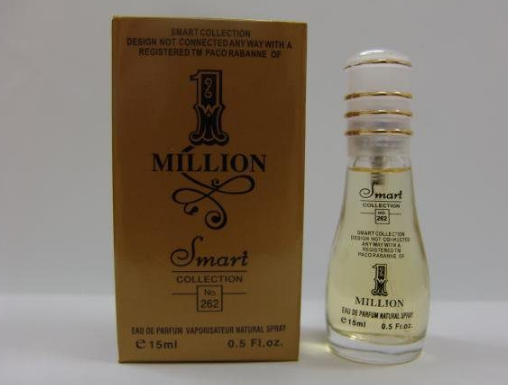 SMART COLLECTION
DESIGN NOT CONNECTED ANY WAY WITH A
REGISTERED TM PACO RABANNE OF
1
MILLION
Smart
COLLECTION
No.
262
EAU DE PARFUM VAPORISATEUR NATURAL SPRAY
℮ 15ml 0.5 Fl.oz.
Smart
COLLECTION
NO.
262
SMART COLLECTION
DESIGN NOT CONNECTED
ANY WAY WITH A
REGISTERED TM
PACO RABANNE OF
1
MILLION
EAU DE PARFUM NATURAL SPRAY
℮ 15ml 0.5 Fl.oz.